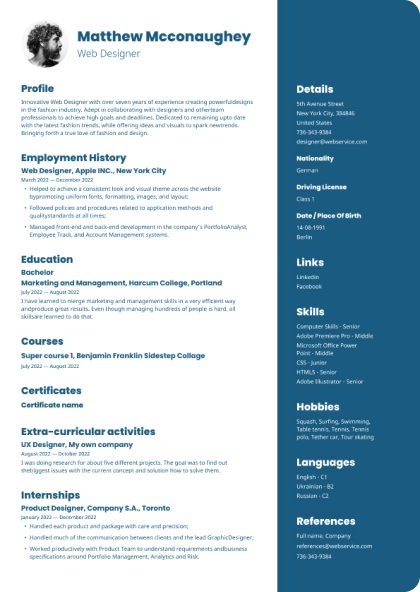 Matthew Mcconaughey
Web Designer
Profile
Innovative Web Designer with over seven years of experience creating powerfuldesigns
in the fashion industry. Adept in collaborating with designers and otherteam
professionals to achieve high goals and deadlines. Dedicated to remaining upto date
with the latest fashion trends, while offering ideas and visuals to spark newtrends.
Bringing forth a true love of fashion and design.
Employment History
Web Designer, Apple INC., New York City
March 2022 — December 2022
• Helped to achieve a consistent look and visual theme across the website
bypromoting uniform fonts, formatting, images, and layout;
• Followed policies and procedures related to application methods and
qualitystandards at all times;
• Managed front-end and back-end development in the company's PortfolioAnalyst,
Employee Track, and Account Management systems.
Education
Bachelor
Marketing and Management, Harcum College, Portland
July 2022 — August 2022
I have learned to merge marketing and management skills in a very efficient way
andproduce great results. Even though managing hundreds of people is hard, all
skillsare learned to do that.
Courses
Super course 1, Benjamin Franklin Sidestep Collage
July 2022 — August 2022
Certificates
Certificate name
Extra-curricular activities
UX Designer, My own company
August 2022 — October 2022
I was doing research for about five different projects. The goal was to find out
thebiggest issues with the current concept and solution how to solve them.
Internships
Product Designer, Company S.A., Toronto
January 2022 — December 2022
• Handled each product and package with care and precision;
• Handled much of the communication between clients and the lead GraphicDesigner;
• Worked productively with Product Team to understand requirements andbusiness
specifications around Portfolio Management, Analytics and Risk.
Details
5th Avenue Street
New York City, 384846
United States
736-343-9384
designer@webservice.com
Nationality
German
Driving License
Class 1
Date / Place Of Birth
14-08-1991
Berlin
Links
Linkedin
Facebook
Skills
Computer Skills - Senior
Adobe Premiere Pro - Middle
Microsoft Office Power
Point - Middle
CSS - Junior
HTML5 - Senior
Adobe Illustrator - Senior
Hobbies
Squash, Surfing, Swimming,
Table tennis, Tennis, Tennis
polo, Tether car, Tour skating
Languages
English - C1
Ukrainian - B2
Russian - C2
References
Full name, Company
references@webservice.com
736-343-9384